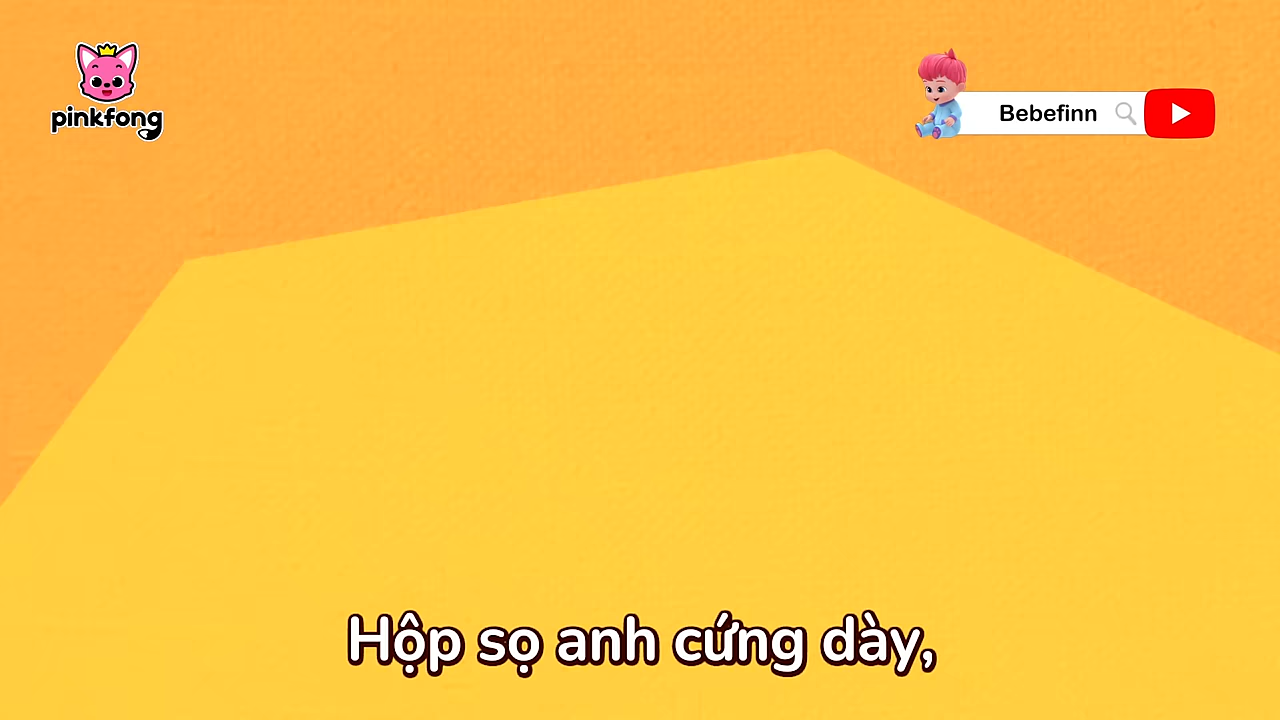 pinkfong
Bebefinn
Hộp sọ anh cứng dày,